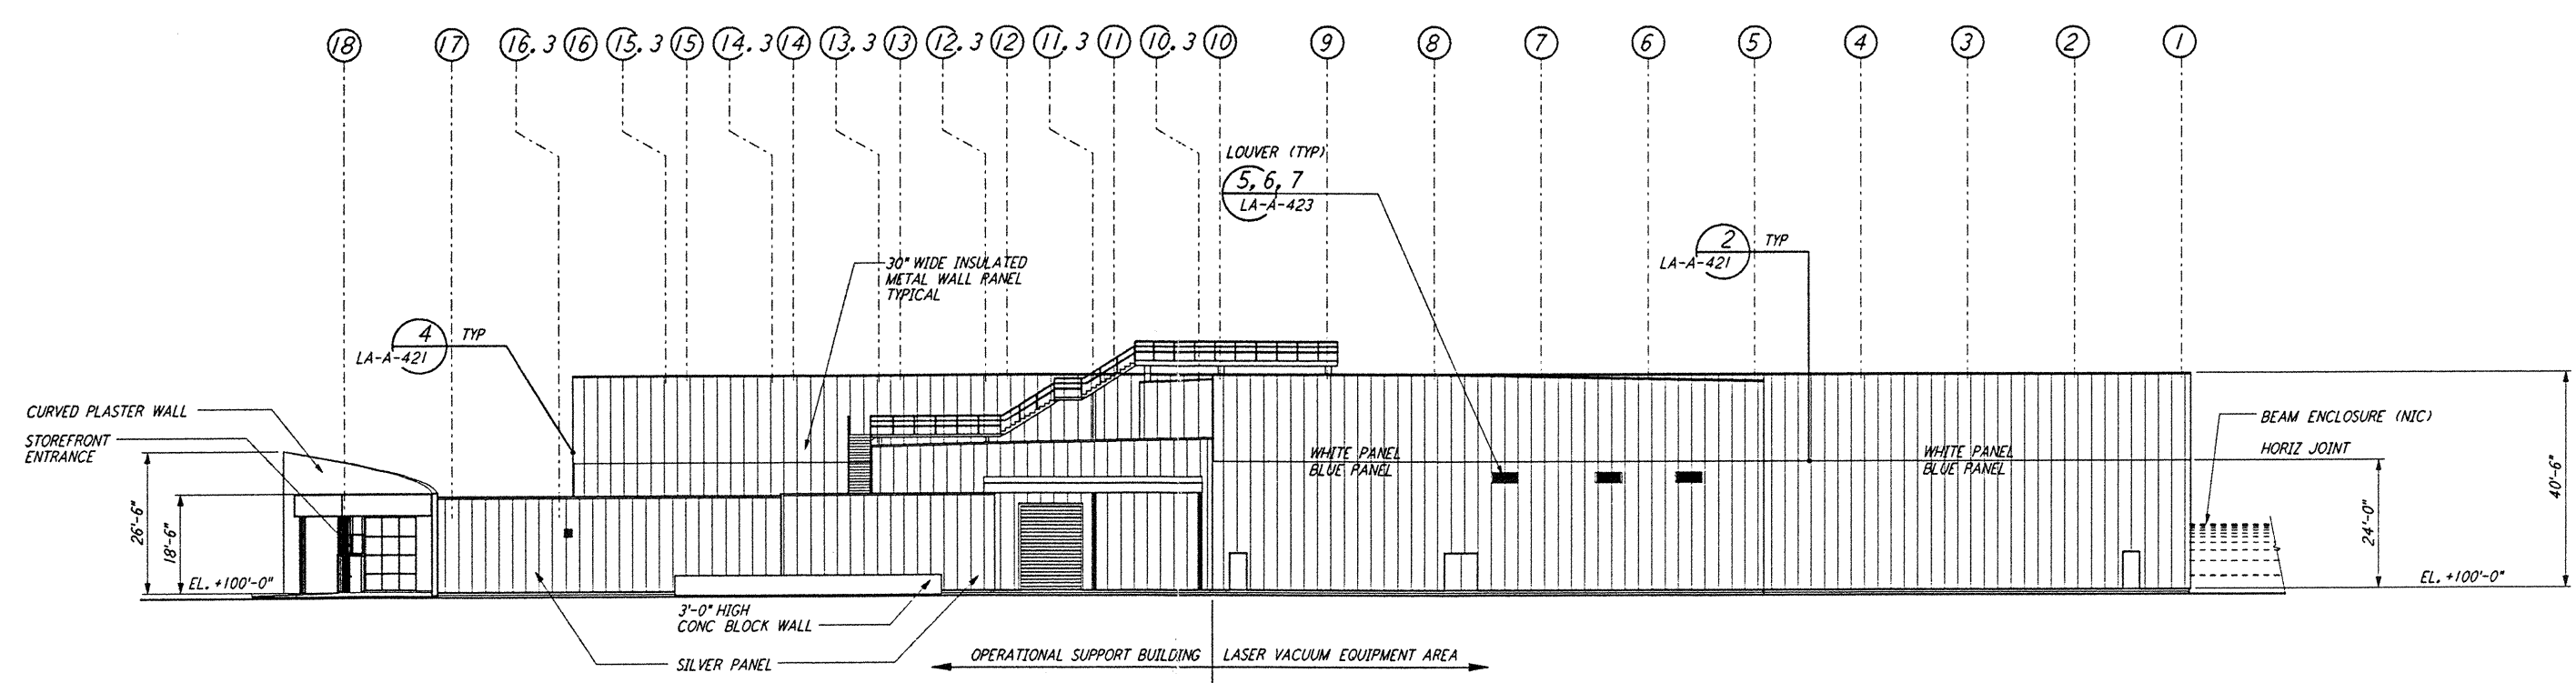 18 17 16.3 16 15.3 15 14.3 14 13.3 13 12.3 12 11.3 11 10.3 10 9 8 7 6 5 4 3 2 1
LOUVER (TYP)
5, 6, 7
LA-A-423
2 TYP
LA-A-421
30" WIDE INSULATED
METAL WALL PANEL
TYPICAL
4 TYP
LA-A-421
CURVED PLASTER WALL
STOREFRONT
ENTRANCE
26'-6"
18'-6"
EL. +100'-0"
WHITE PANEL
BLUE PANEL
WHITE PANEL
BLUE PANEL
BEAM ENCLOSURE (NIC)
HORIZ JOINT
24'-0"
40'-6"
EL. +100'-0"
3'-0" HIGH
CONC BLOCK WALL
SILVER PANEL
OPERATIONAL SUPPORT BUILDING
LASER VACUUM EQUIPMENT AREA